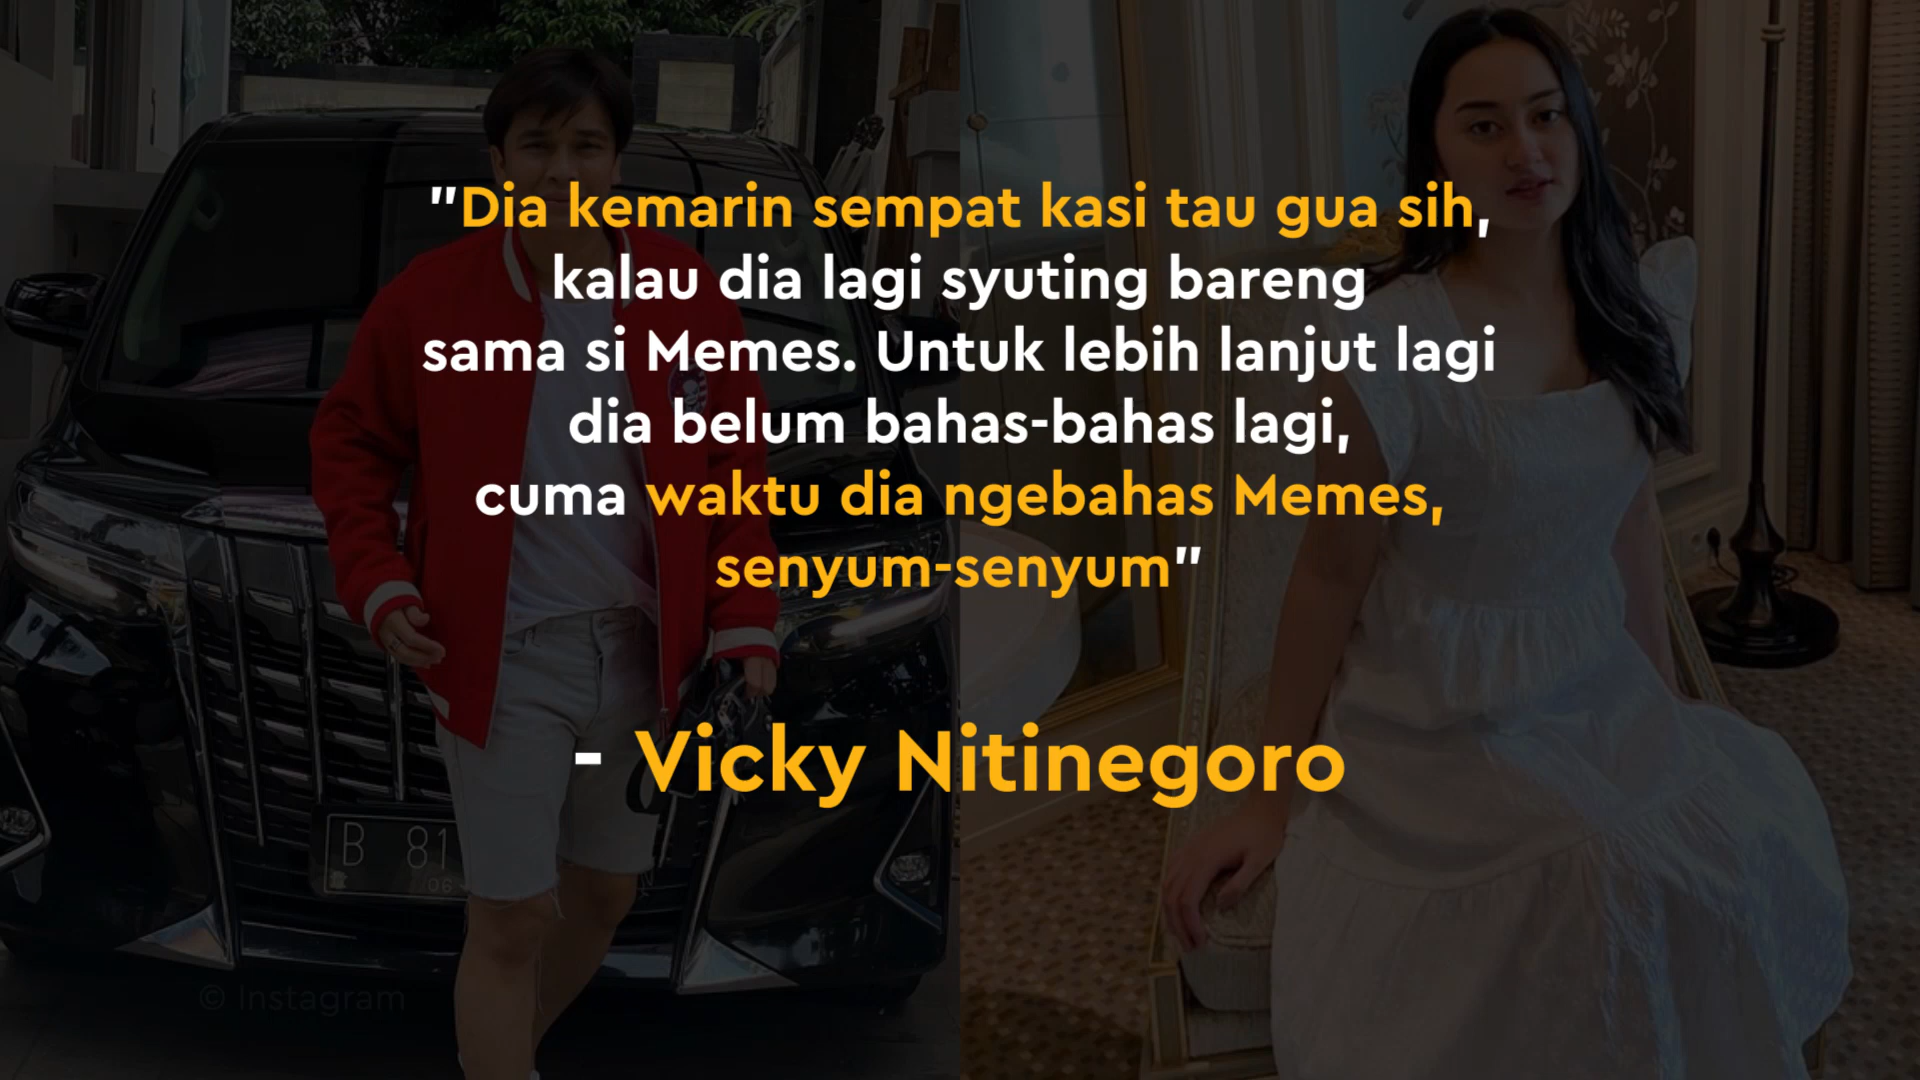 "Dia kemarin sempat kasi tau gua sih,
kalau dia lagi syuting bareng
sama si Memes. Untuk lebih lanjut lagi
dia belum bahas-bahas lagi,
cuma waktu dia ngebahas Memes,
senyum-senyum"
- Vicky Nitinegoro
B 81
06
© Instagram